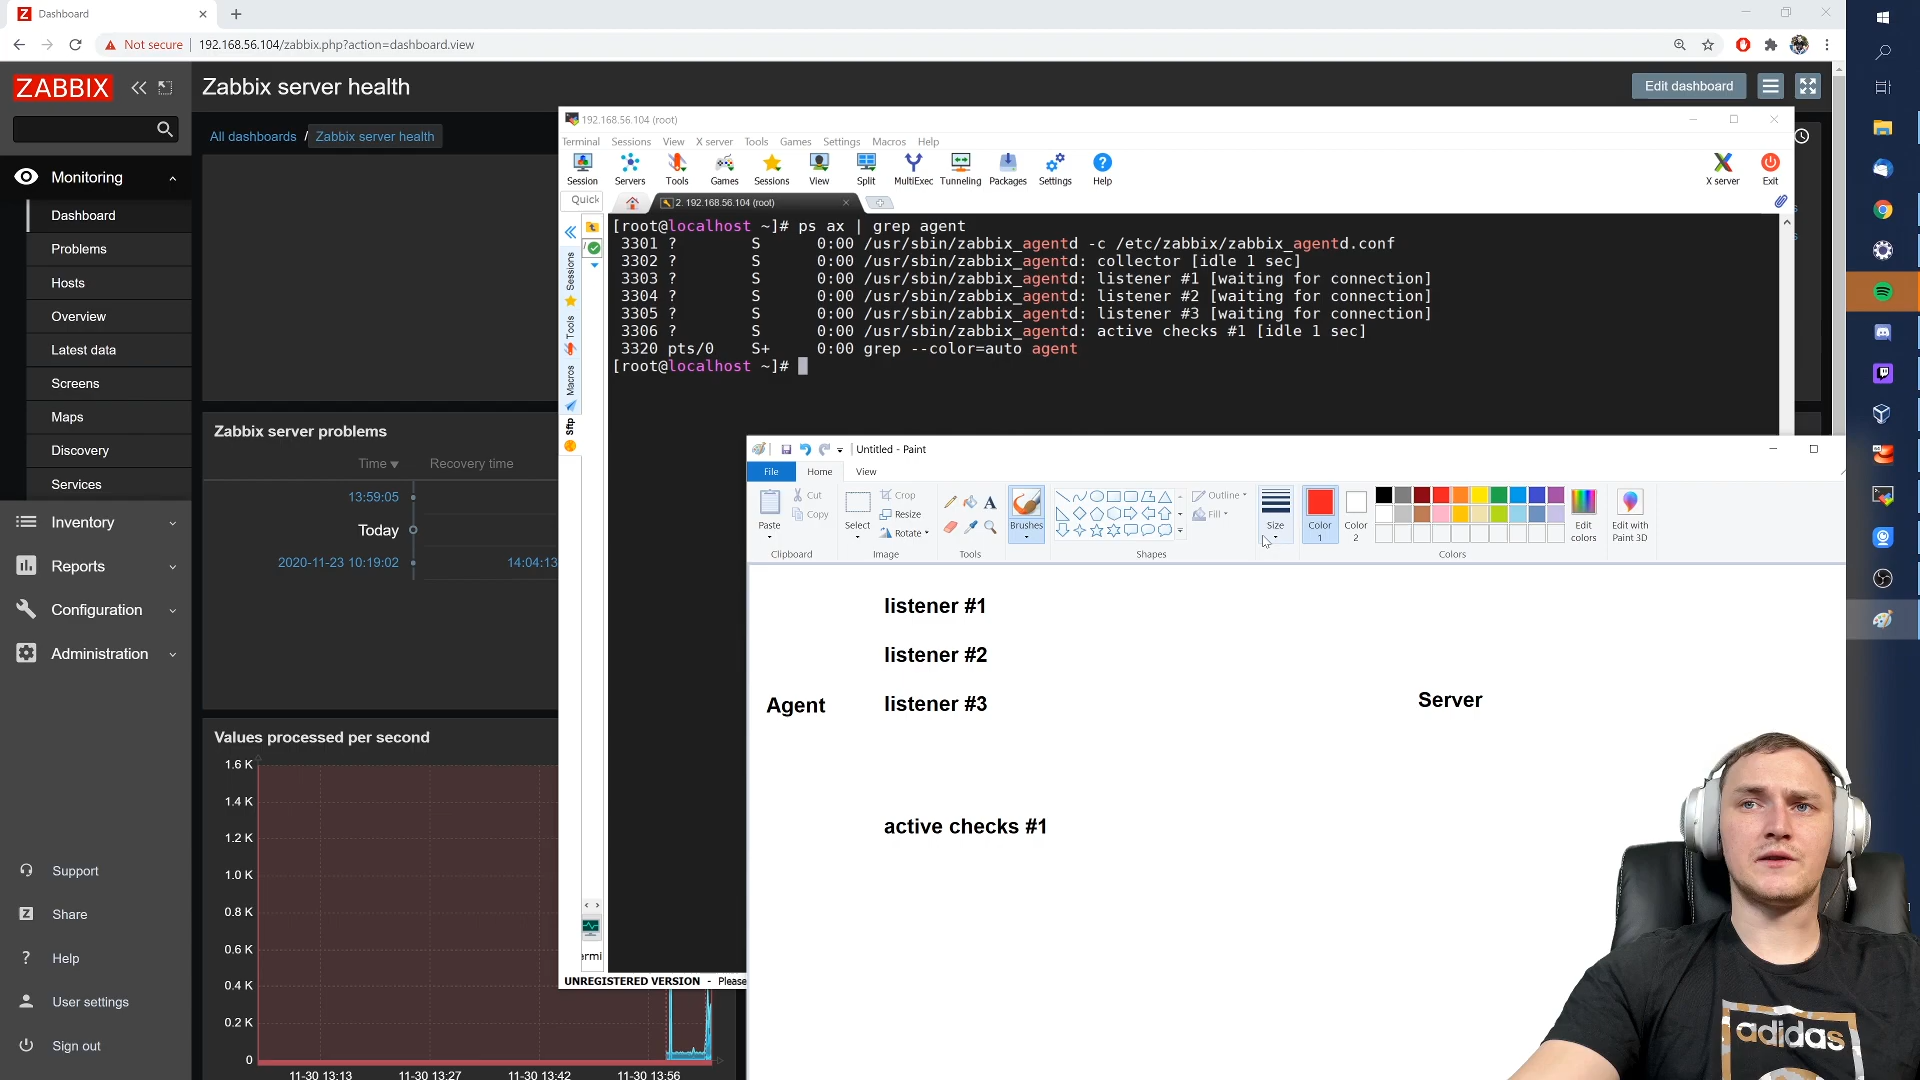 Dashboard
Not secure
192.168.56.104/zabbix.php?action=dashboard.view
ZABBIX
Zabbix server health
Edit dashboard
All dashboards / Zabbix server health
Monitoring
Dashboard
Problems
Hosts
Overview
Latest data
Screens
Maps
Discovery
Services
Inventory
Reports
Configuration
Administration
Support
Share
Help
User settings
Sign out
Zabbix server problems
Time
Recovery time
13:59:05
Today
2020-11-23 10:19:02
14:04:13
Values processed per second
1.6 K
1.4 K
1.2 K
1.0 K
0.8 K
0.6 K
0.4 K
0.2 K
0
11-30 13:13
11-30 13:27
11-30 13:42
11-30 13:56
192.168.56.104 (root)
Terminal Sessions View X server Tools Games Settings Macros Help
Session Servers Tools Games Sessions View Split MultiExec Tunneling Packages Settings Help X server Exit
Quick
2. 192.168.56.104 (root)
Sessions
Tools
Macros
Sftp
[root@localhost ~]# ps ax | grep agent
3301 ? S 0:00 /usr/sbin/zabbix_agentd -c /etc/zabbix/zabbix_agentd.conf
3302 ? S 0:00 /usr/sbin/zabbix_agentd: collector [idle 1 sec]
3303 ? S 0:00 /usr/sbin/zabbix_agentd: listener #1 [waiting for connection]
3304 ? S 0:00 /usr/sbin/zabbix_agentd: listener #2 [waiting for connection]
3305 ? S 0:00 /usr/sbin/zabbix_agentd: listener #3 [waiting for connection]
3306 ? S 0:00 /usr/sbin/zabbix_agentd: active checks #1 [idle 1 sec]
3320 pts/0 S+ 0:00 grep --color=auto agent
[root@localhost ~]#
ermi
UNREGISTERED VERSION - Please
Untitled - Paint
File Home View
Paste
Cut
Copy
Clipboard
Select
Crop
Resize
Rotate
Image
Tools
Brushes
Outline
Fill
Shapes
Size
Color 1
Color 2
Edit colors
Colors
Edit with Paint 3D
listener #1
listener #2
Agent
listener #3
Server
active checks #1
adidas